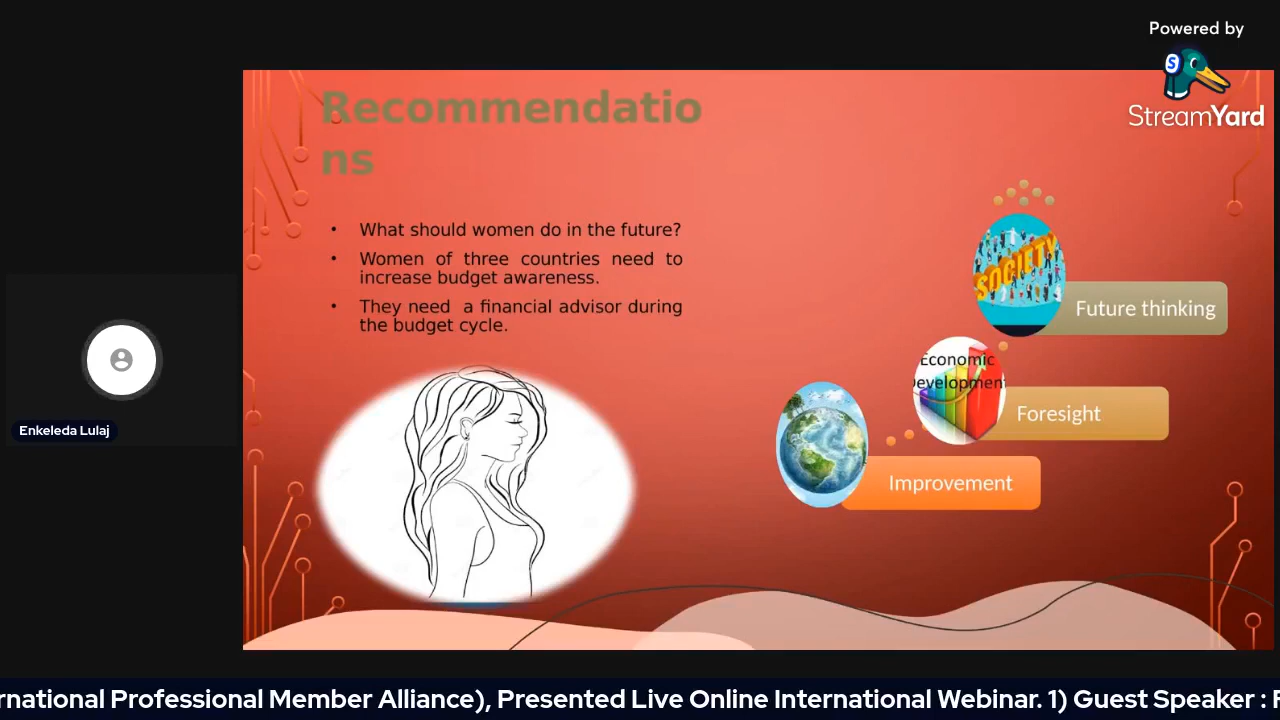 Powered by
StreamYard
Recommendatio
ns
What should women do in the future?
Women of three countries need to
increase budget awareness.
They need a financial advisor during
the budget cycle.
SOCIETY
Future thinking
Economic
Development
Foresight
Improvement
Enkeleda Lulaj
rnational Professional Member Alliance), Presented Live Online International Webinar. 1) Guest Speaker :